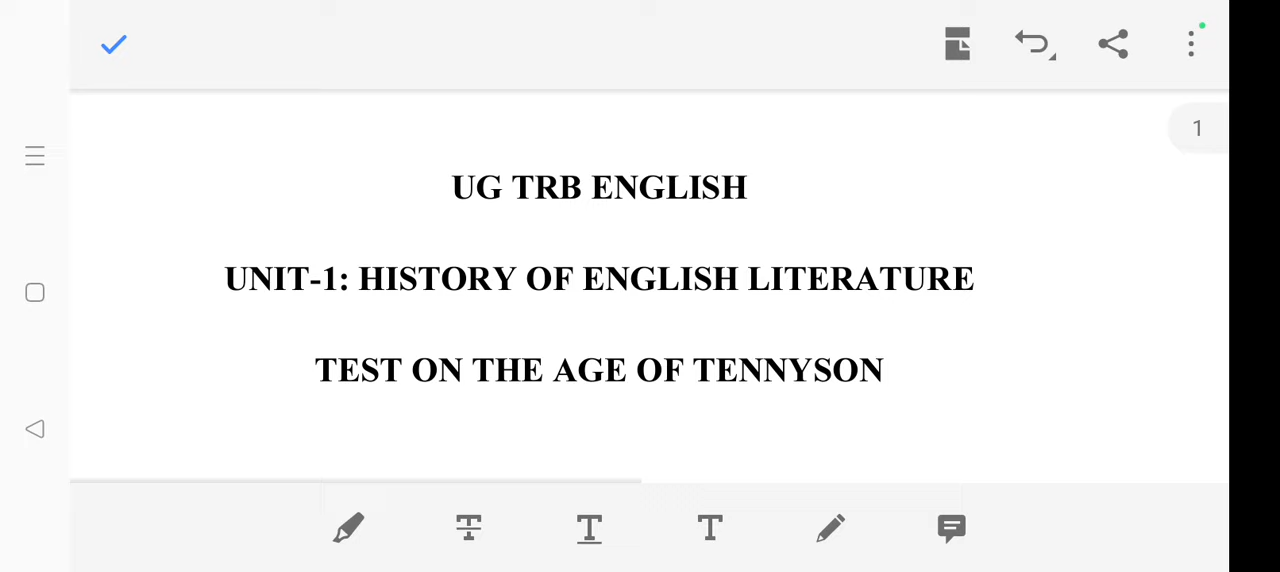 1
UG TRB ENGLISH
UNIT-1: HISTORY OF ENGLISH LITERATURE
TEST ON THE AGE OF TENNYSON